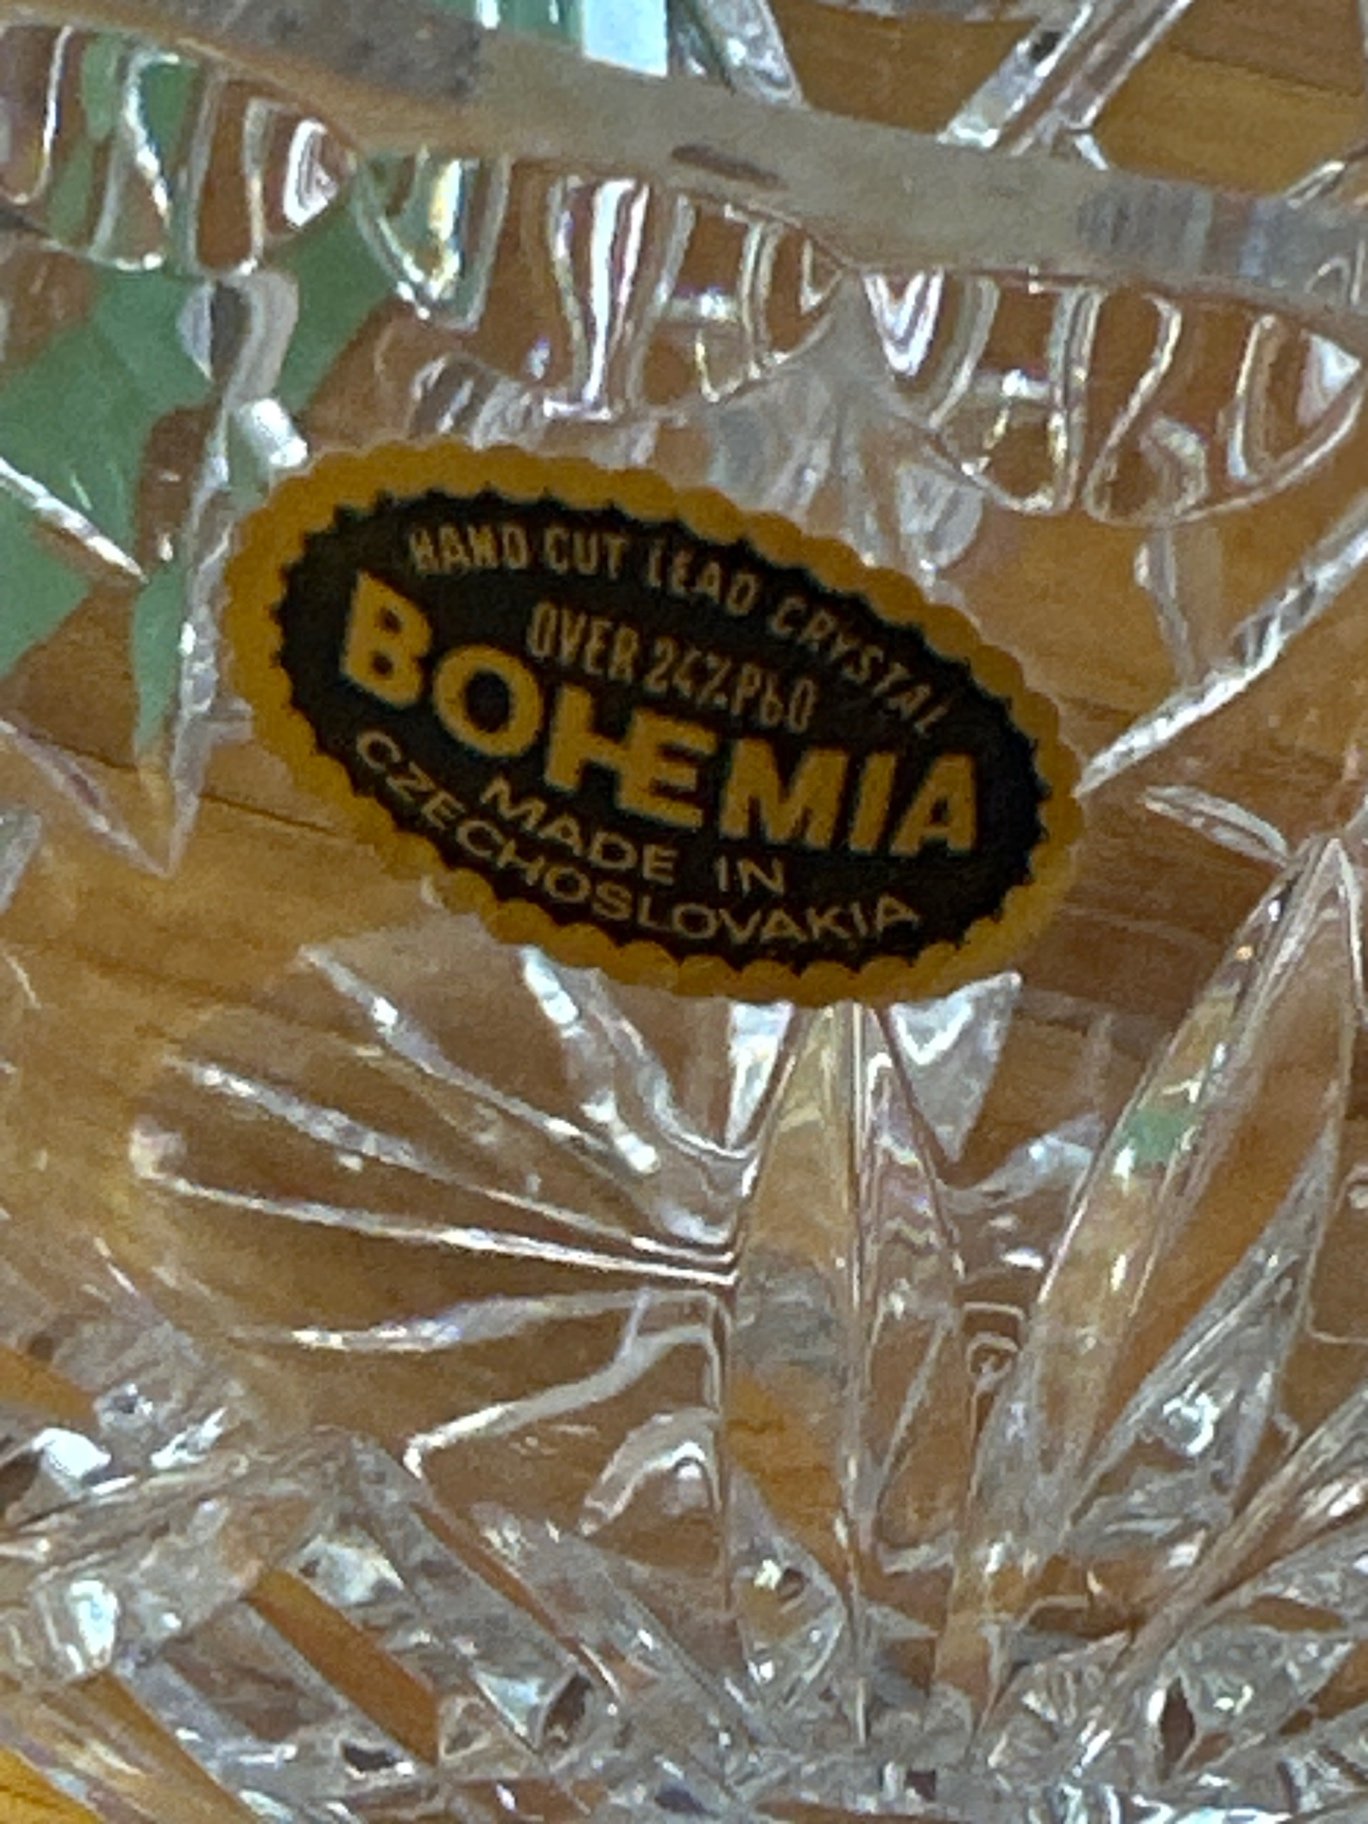 HAND CUT LEAD CRYSTAL
OVER 24% PbO
BOHEMIA
MADE IN
CZECHOSLOVAKIA